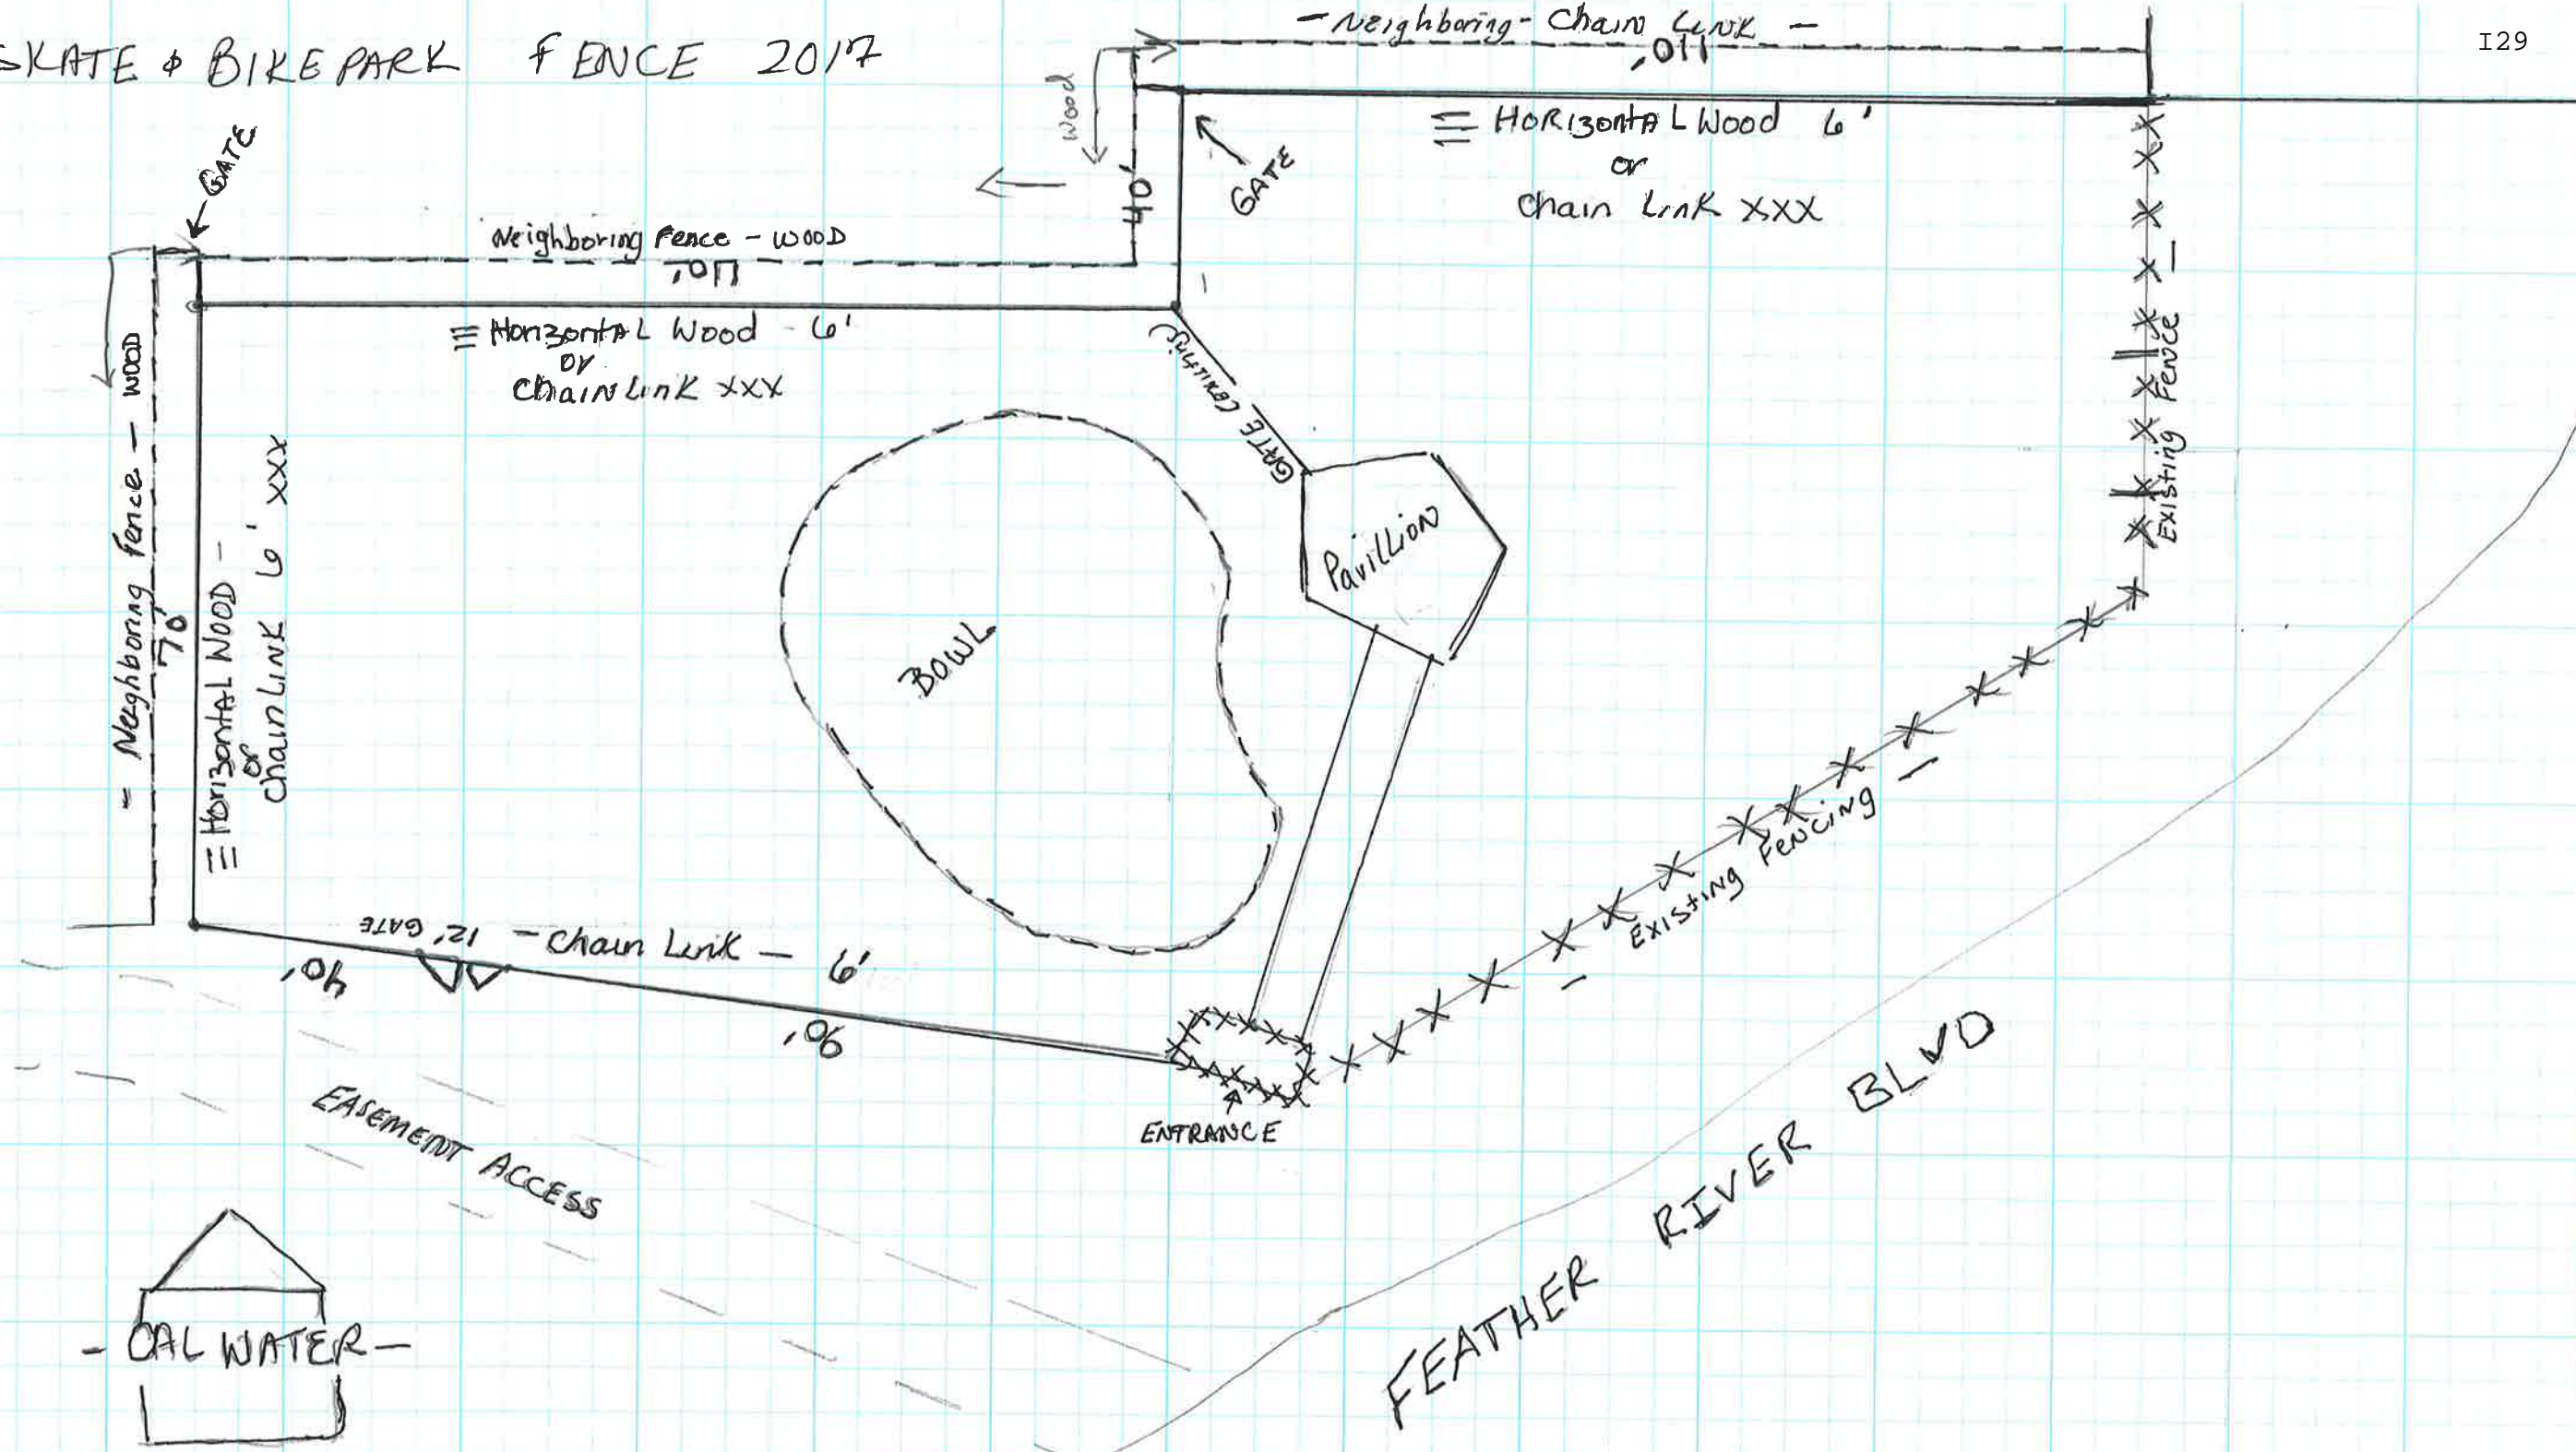 SKATE & BIKE PARK FENCE 2017
- Neighboring - Chain Link -
110'
I29
Wood
≡ Horizontal Wood 6'
or
Chain Link XXX
GATE
GATE
40'
Neighboring Fence - WOOD
110'
≡ Horizontal Wood - 6'
or
Chain Link XXX
GATE (Existing)
- Existing Fence -
Pavillion
BOWL
- Neighboring Fence - WOOD
70'
≡ Horizontal WOOD -
or
Chain Link 6' XXX
12' GATE
- Chain Link - 6'
40'
90'
- Existing Fencing -
ENTRANCE
EASEMENT ACCESS
FEATHER RIVER BLVD
- CAL WATER -